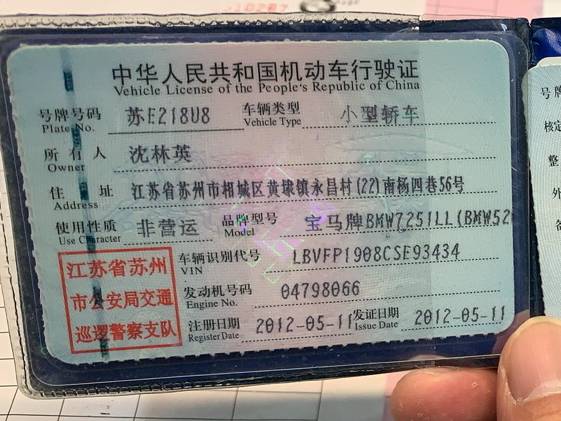 中华人民共和国机动车行驶证
Vehicle License of the People's Republic of China
号牌号码 苏E218U8 车辆类型 小型轿车
Plate No. Vehicle Type
所有人 沈林英
Owner
住址 江苏省苏州市相城区黄埭镇永昌村(22)南杨四巷56号
Address
使用性质 非营运 品牌型号 宝马牌BMW7251LL(BMW52
Use Character Model
江苏省苏州
市公安局交通
巡逻警察支队
车辆识别代号 LBVFP1908CSE93434
VIN
发动机号码 04798066
Engine No.
注册日期 2012-05-11 发证日期 2012-05-11
Register Date Issue Date
号牌
核定
整
外